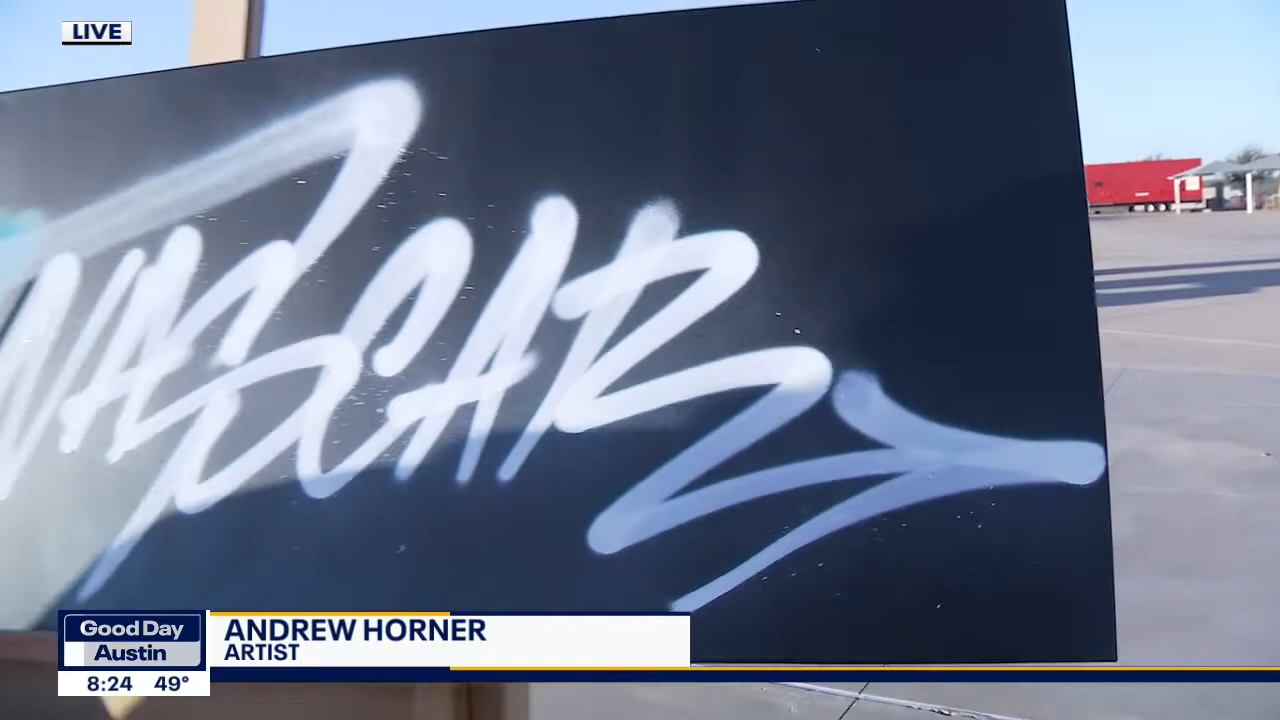 LIVE
NASCAR
ANDREW HORNER
ARTIST
Good Day
Austin
8:24 49°